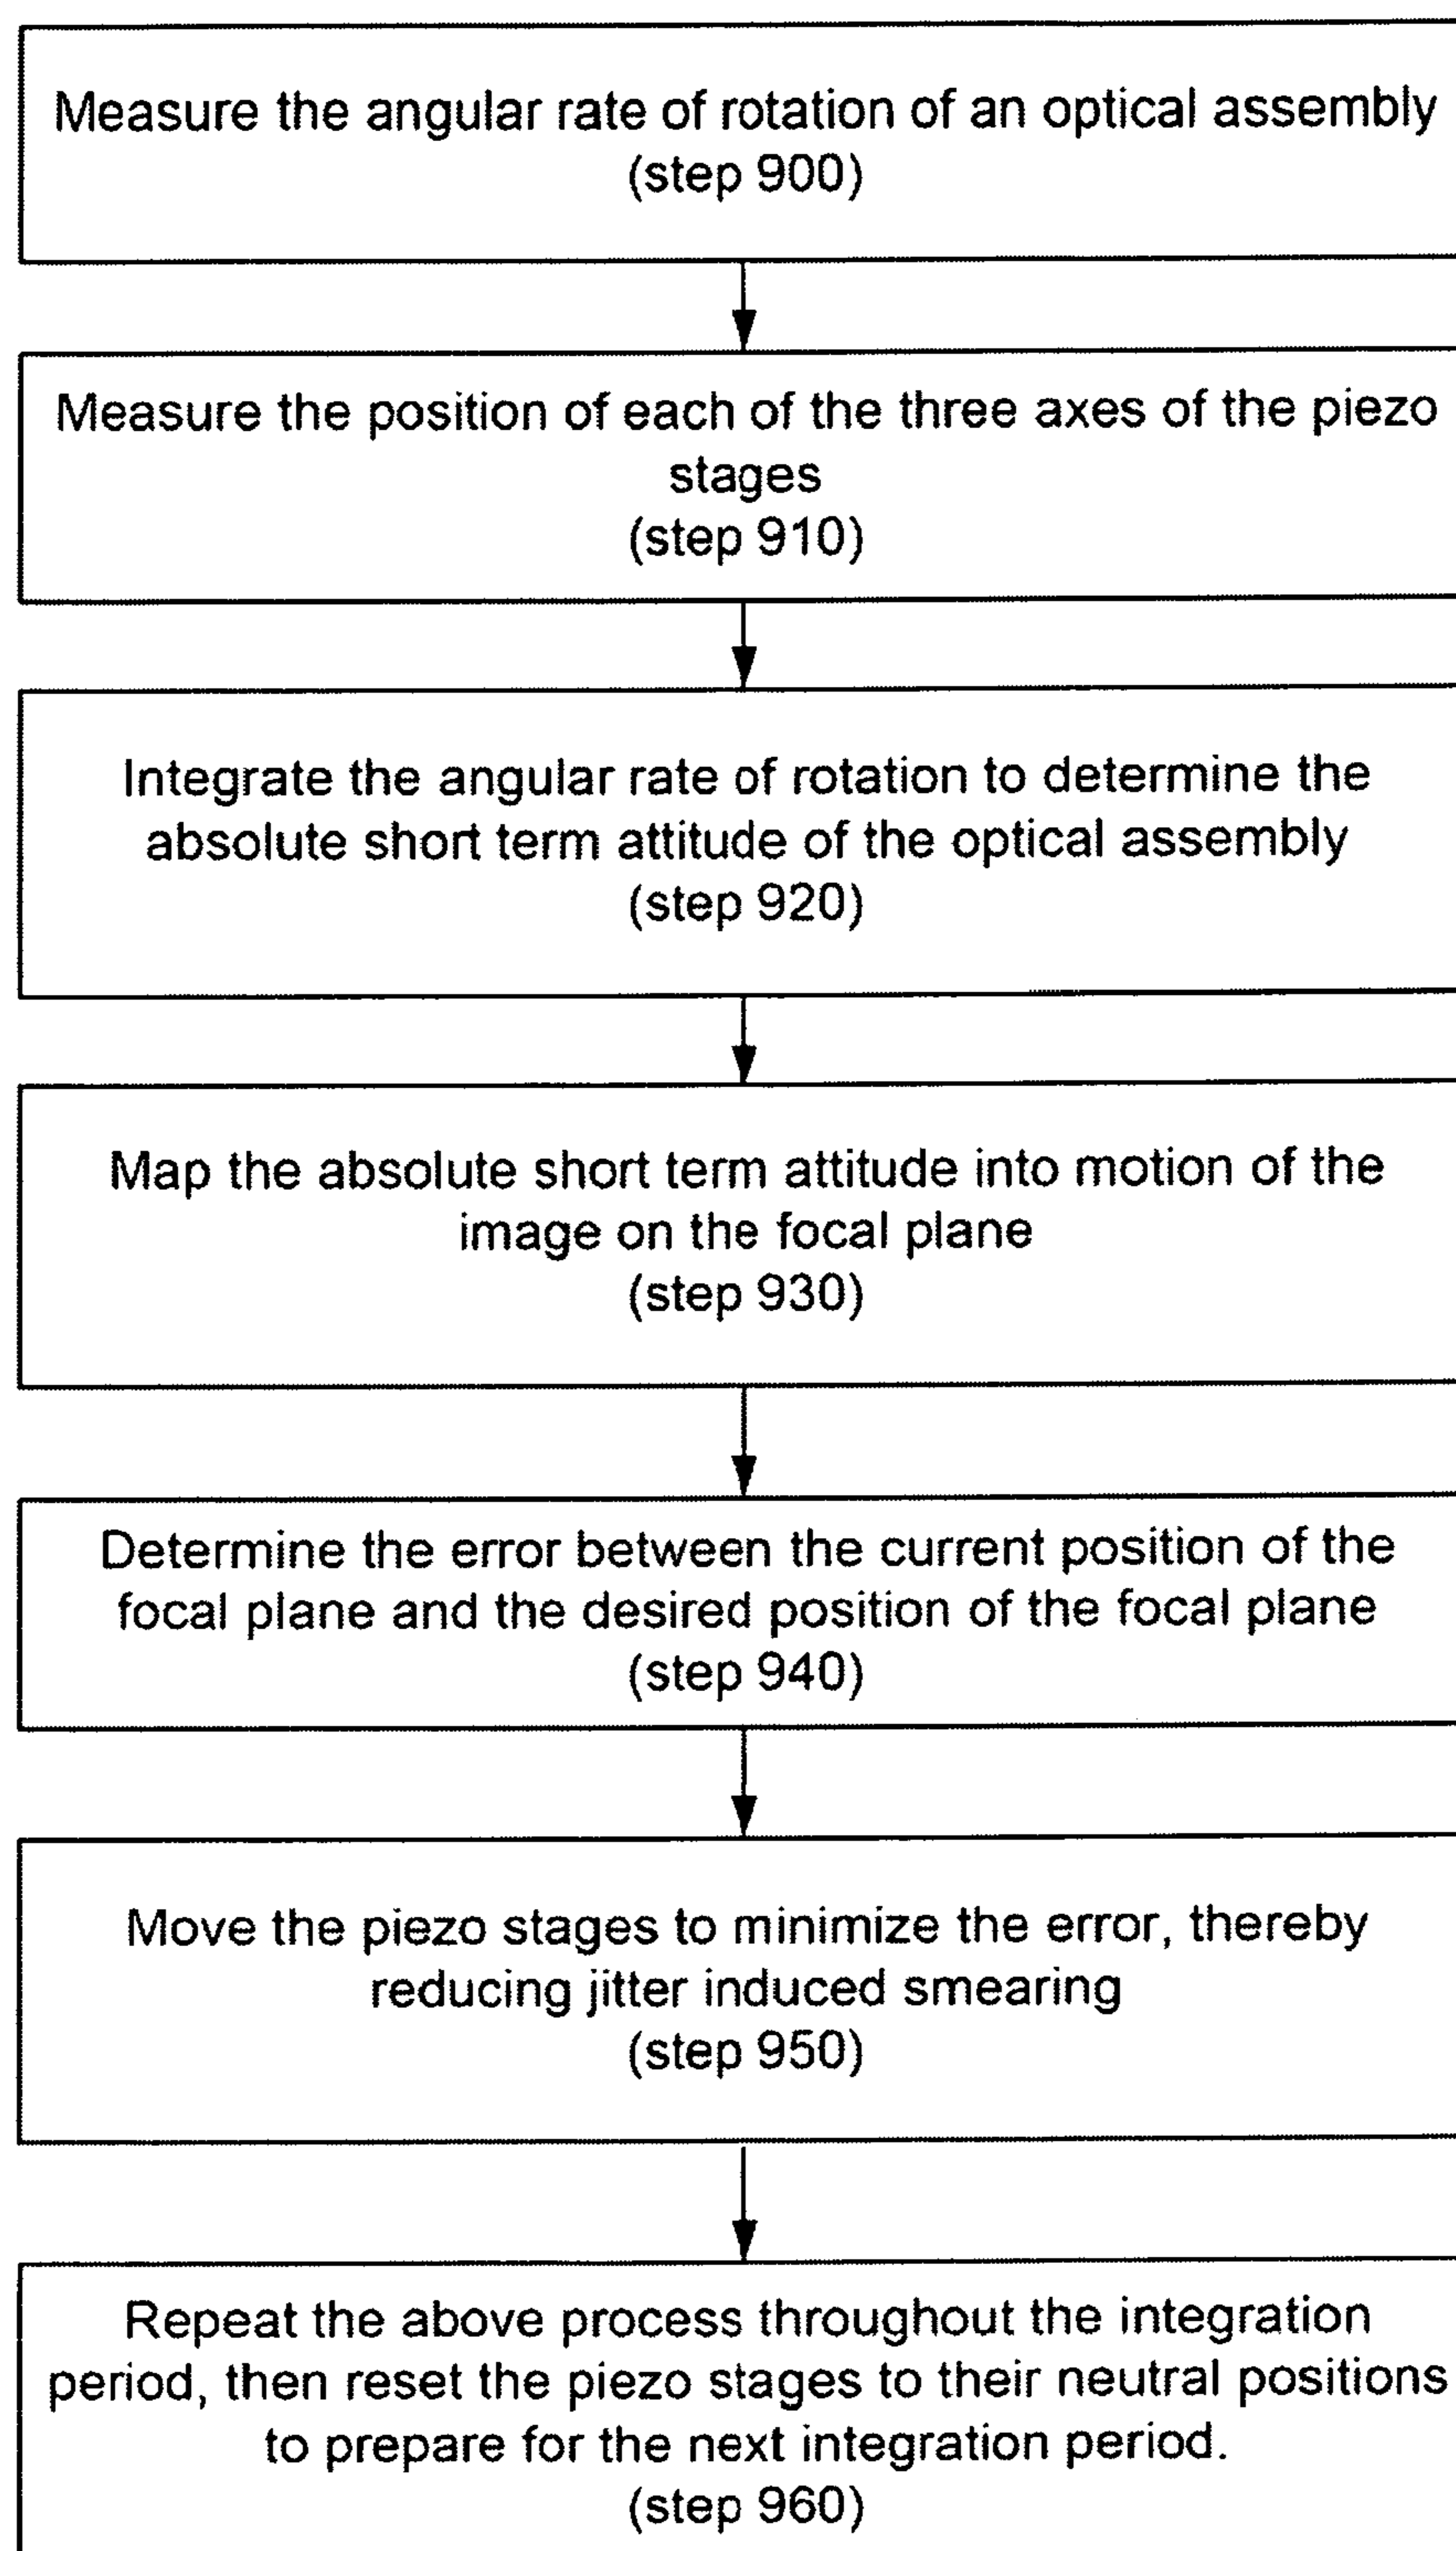 Measure the angular rate of rotation of an optical assembly
(step 900)
Measure the position of each of the three axes of the piezo
stages
(step 910)
Integrate the angular rate of rotation to determine the
absolute short term attitude of the optical assembly
(step 920)
Map the absolute short term attitude into motion of the
image on the focal plane
(step 930)
Determine the error between the current position of the
focal plane and the desired position of the focal plane
(step 940)
Move the piezo stages to minimize the error, thereby
reducing jitter induced smearing
(step 950)
Repeat the above process throughout the integration
period, then reset the piezo stages to their neutral positions
to prepare for the next integration period.
(step 960)